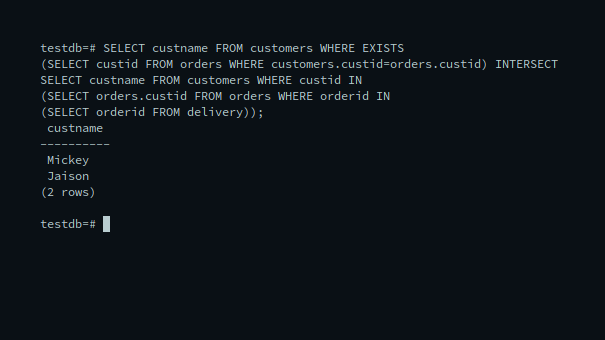 testdb=# SELECT custname FROM customers WHERE EXISTS
(SELECT custid FROM orders WHERE customers.custid=orders.custid) INTERSECT
SELECT custname FROM customers WHERE custid IN
(SELECT orders.custid FROM orders WHERE orderid IN
(SELECT orderid FROM delivery));
 custname
----------
 Mickey
 Jaison
(2 rows)

testdb=#